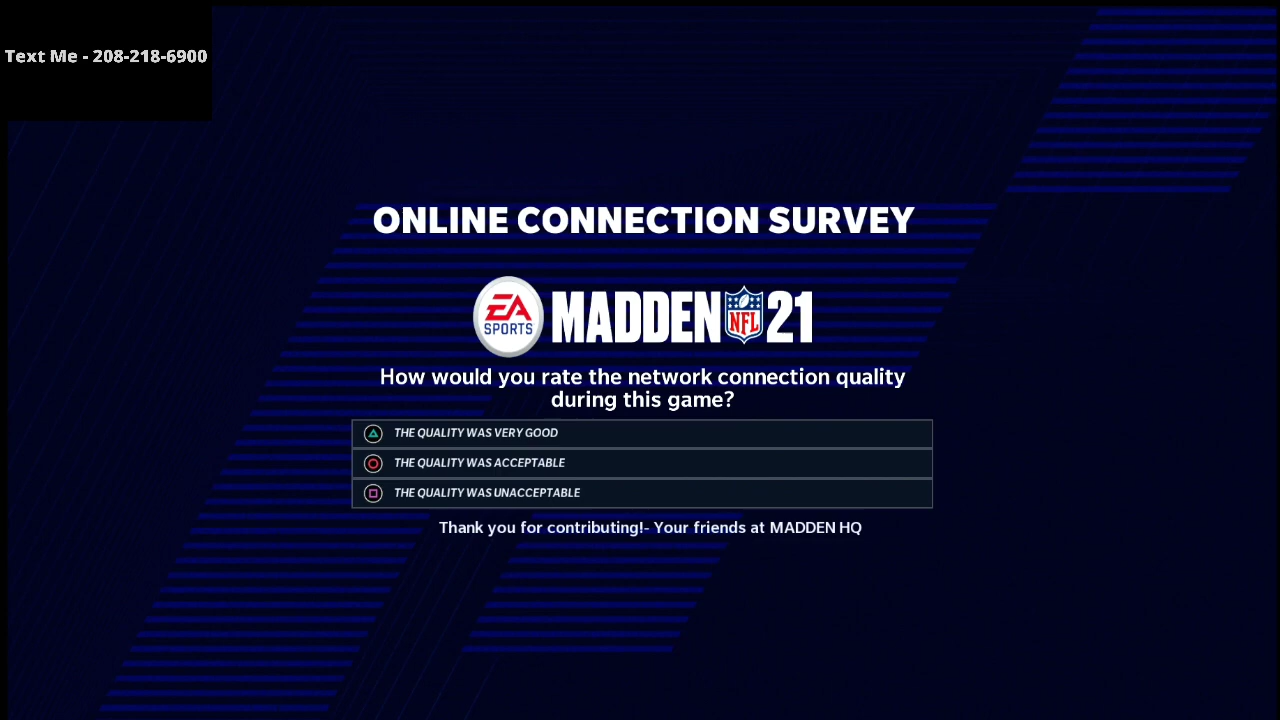 Text Me - 208-218-6900
ONLINE CONNECTION SURVEY
EA SPORTS MADDEN NFL 21
How would you rate the network connection quality
during this game?
THE QUALITY WAS VERY GOOD
THE QUALITY WAS ACCEPTABLE
THE QUALITY WAS UNACCEPTABLE
Thank you for contributing!- Your friends at MADDEN HQ